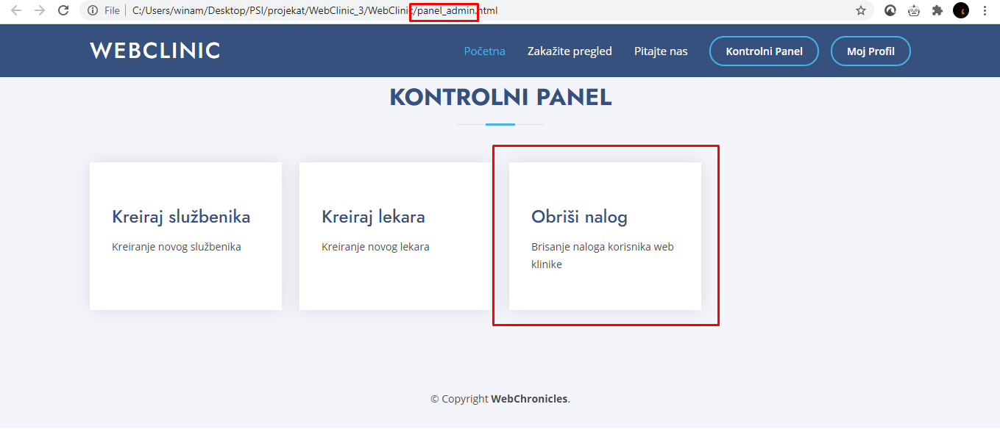 File C:/Users/winam/Desktop/PSI/projekat/WebClinic_3/WebClinic/panel_admin.html
WEBCLINIC
Početna Zakažite pregled Pitajte nas Kontrolni Panel Moj Profil
KONTROLNI PANEL
Kreiraj službenika
Kreiranje novog službenika
Kreiraj lekara
Kreiranje novog lekara
Obriši nalog
Brisanje naloga korisnika web
klinike
© Copyright WebChronicles.